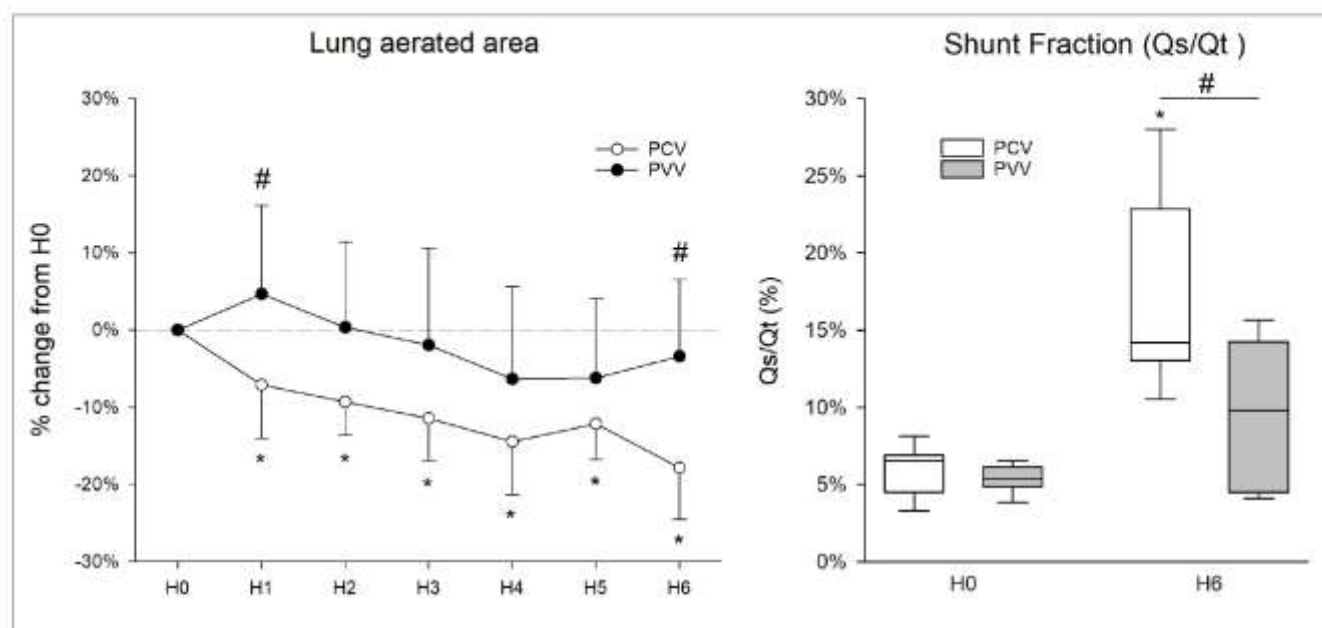 Lung aerated area
30%
20%
10%
0%
-10%
-20%
-30%
% change from H0
PCV
PVV
#
#
*
*
*
*
*
*
H0 H1 H2 H3 H4 H5 H6
Shunt Fraction (Qs/Qt )
30%
25%
20%
15%
10%
5%
0%
Qs/Qt (%)
PCV
PVV
#
*
H0 H6